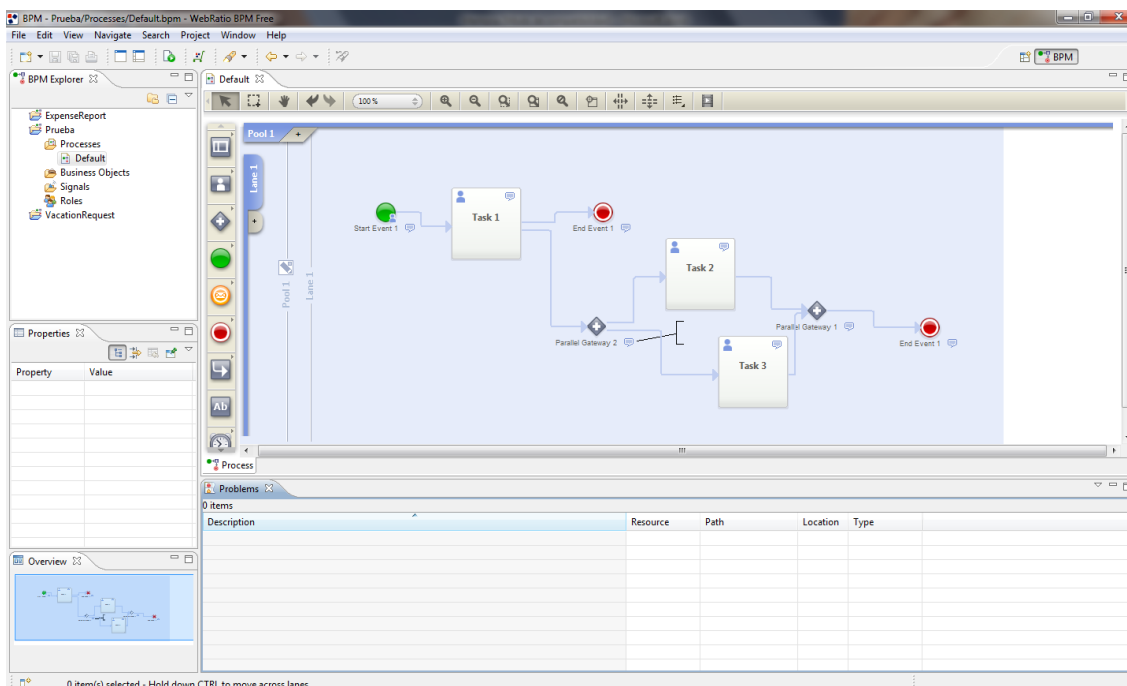 BPM - Prueba/Processes/Default.bpm - WebRatio BPM Free
File Edit View Navigate Search Project Window Help
BPM
BPM Explorer
ExpenseReport
Prueba
Processes
Default
Business Objects
Signals
Roles
VacationRequest
Default
100 %
Pool 1 +
Lane 1
+
Pool 1
Lane 1
Ab
Start Event 1
Task 1
End Event 1
Task 2
Parallel Gateway 2
Parallel Gateway 1
Task 3
End Event 1
Process
Properties
Property Value
Problems
0 items
Description Resource Path Location Type
Overview
0 item(s) selected - Hold down CTRL to move across lanes